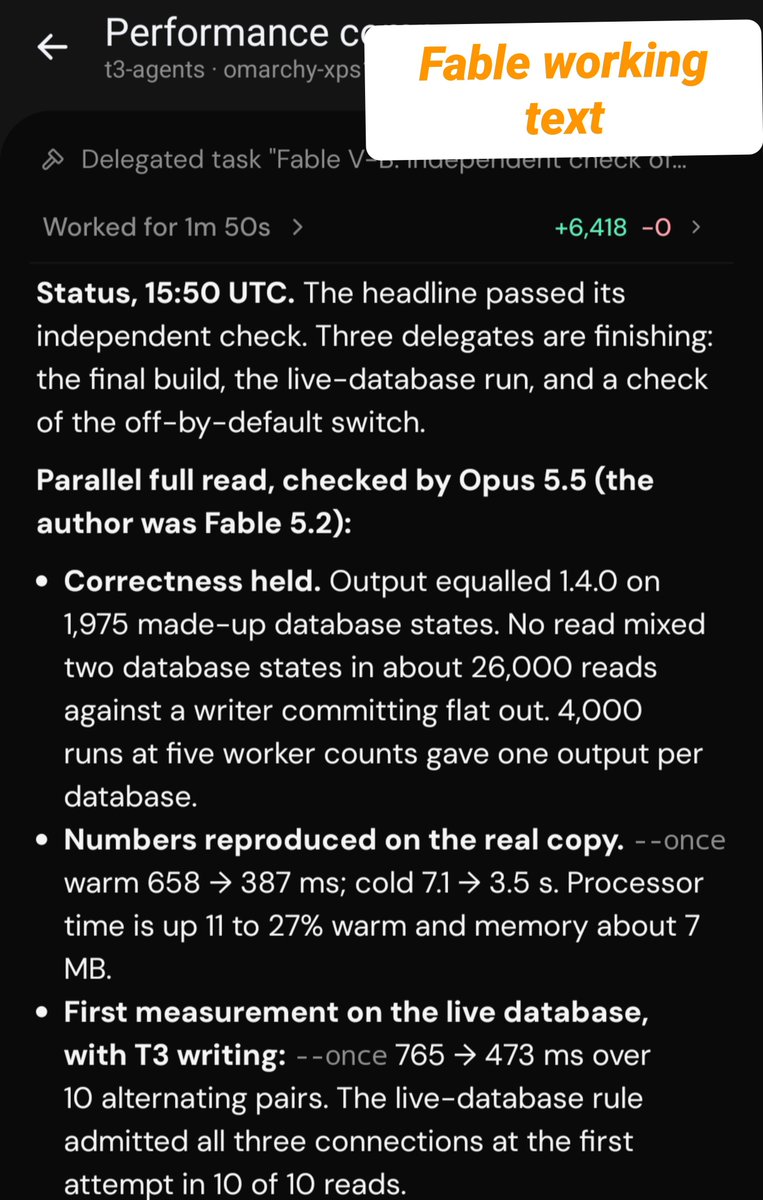 Performance
t3-agents · omarchy-xps
Fable working
text
Delegated task "Fable V-B: Independent check of...
Worked for 1m 50s > +6,418 -0 >
Status, 15:50 UTC. The headline passed its
independent check. Three delegates are finishing:
the final build, the live-database run, and a check
of the off-by-default switch.
Parallel full read, checked by Opus 5.5 (the
author was Fable 5.2):
• Correctness held. Output equalled 1.4.0 on
1,975 made-up database states. No read mixed
two database states in about 26,000 reads
against a writer committing flat out. 4,000
runs at five worker counts gave one output per
database.
• Numbers reproduced on the real copy. --once
warm 658 → 387 ms; cold 7.1 → 3.5 s. Processor
time is up 11 to 27% warm and memory about 7
MB.
• First measurement on the live database,
with T3 writing: --once 765 → 473 ms over
10 alternating pairs. The live-database rule
admitted all three connections at the first
attempt in 10 of 10 reads.